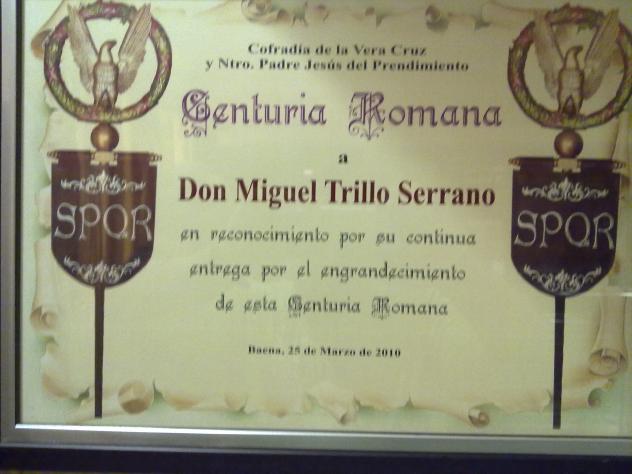 Cofradía de la Vera Cruz
y Ntro. Padre Jesús del Prendimiento
Centuria Romana
a
Don Miguel Trillo Serrano
en reconocimiento por su continua
entrega por el engrandecimiento
de esta Centuria Romana
Baena, 25 de Marzo de 2010
SPQR
SPQR